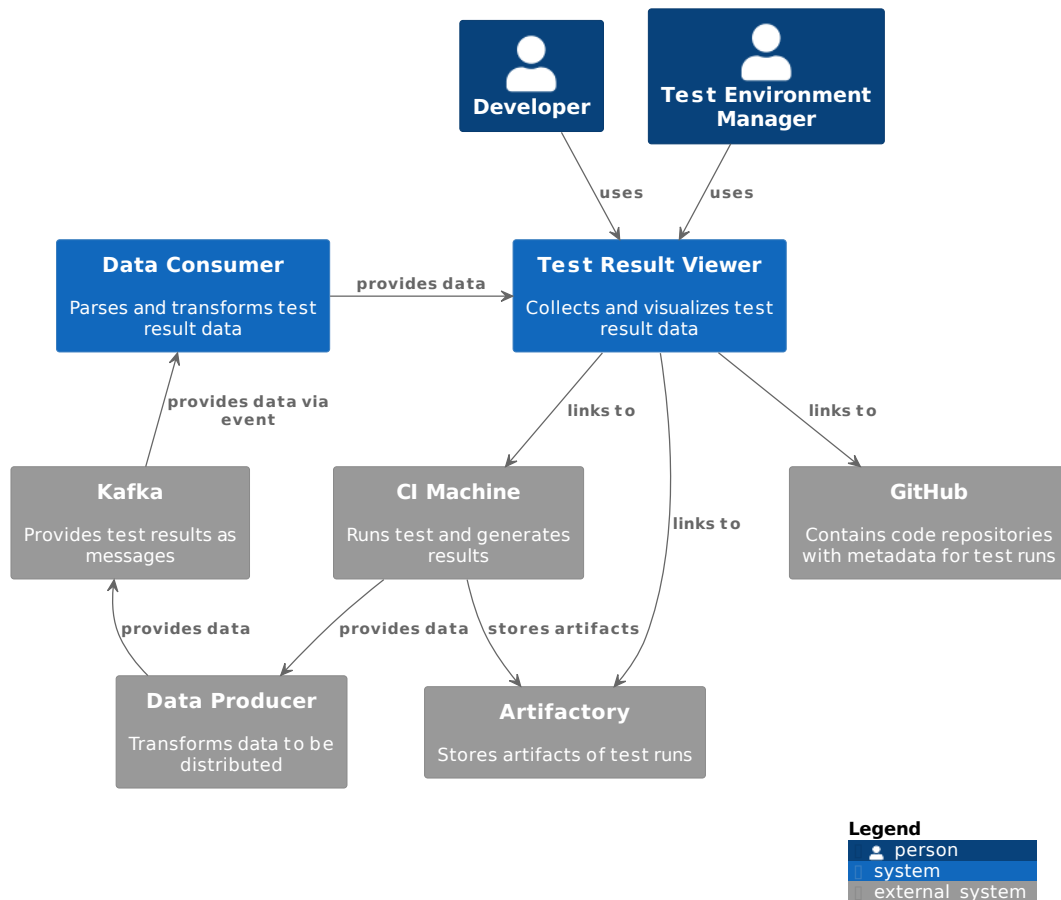 Developer
Test Environment
Manager
uses
uses
Data Consumer
Parses and transforms test
result data
provides data
Test Result Viewer
Collects and visualizes test
result data
provides data via
event
links to
links to
Kafka
Provides test results as
messages
CI Machine
Runs test and generates
results
links to
GitHub
Contains code repositories
with metadata for test runs
provides data
provides data
stores artifacts
Data Producer
Transforms data to be
distributed
Artifactory
Stores artifacts of test runs
Legend
person
system
external_system